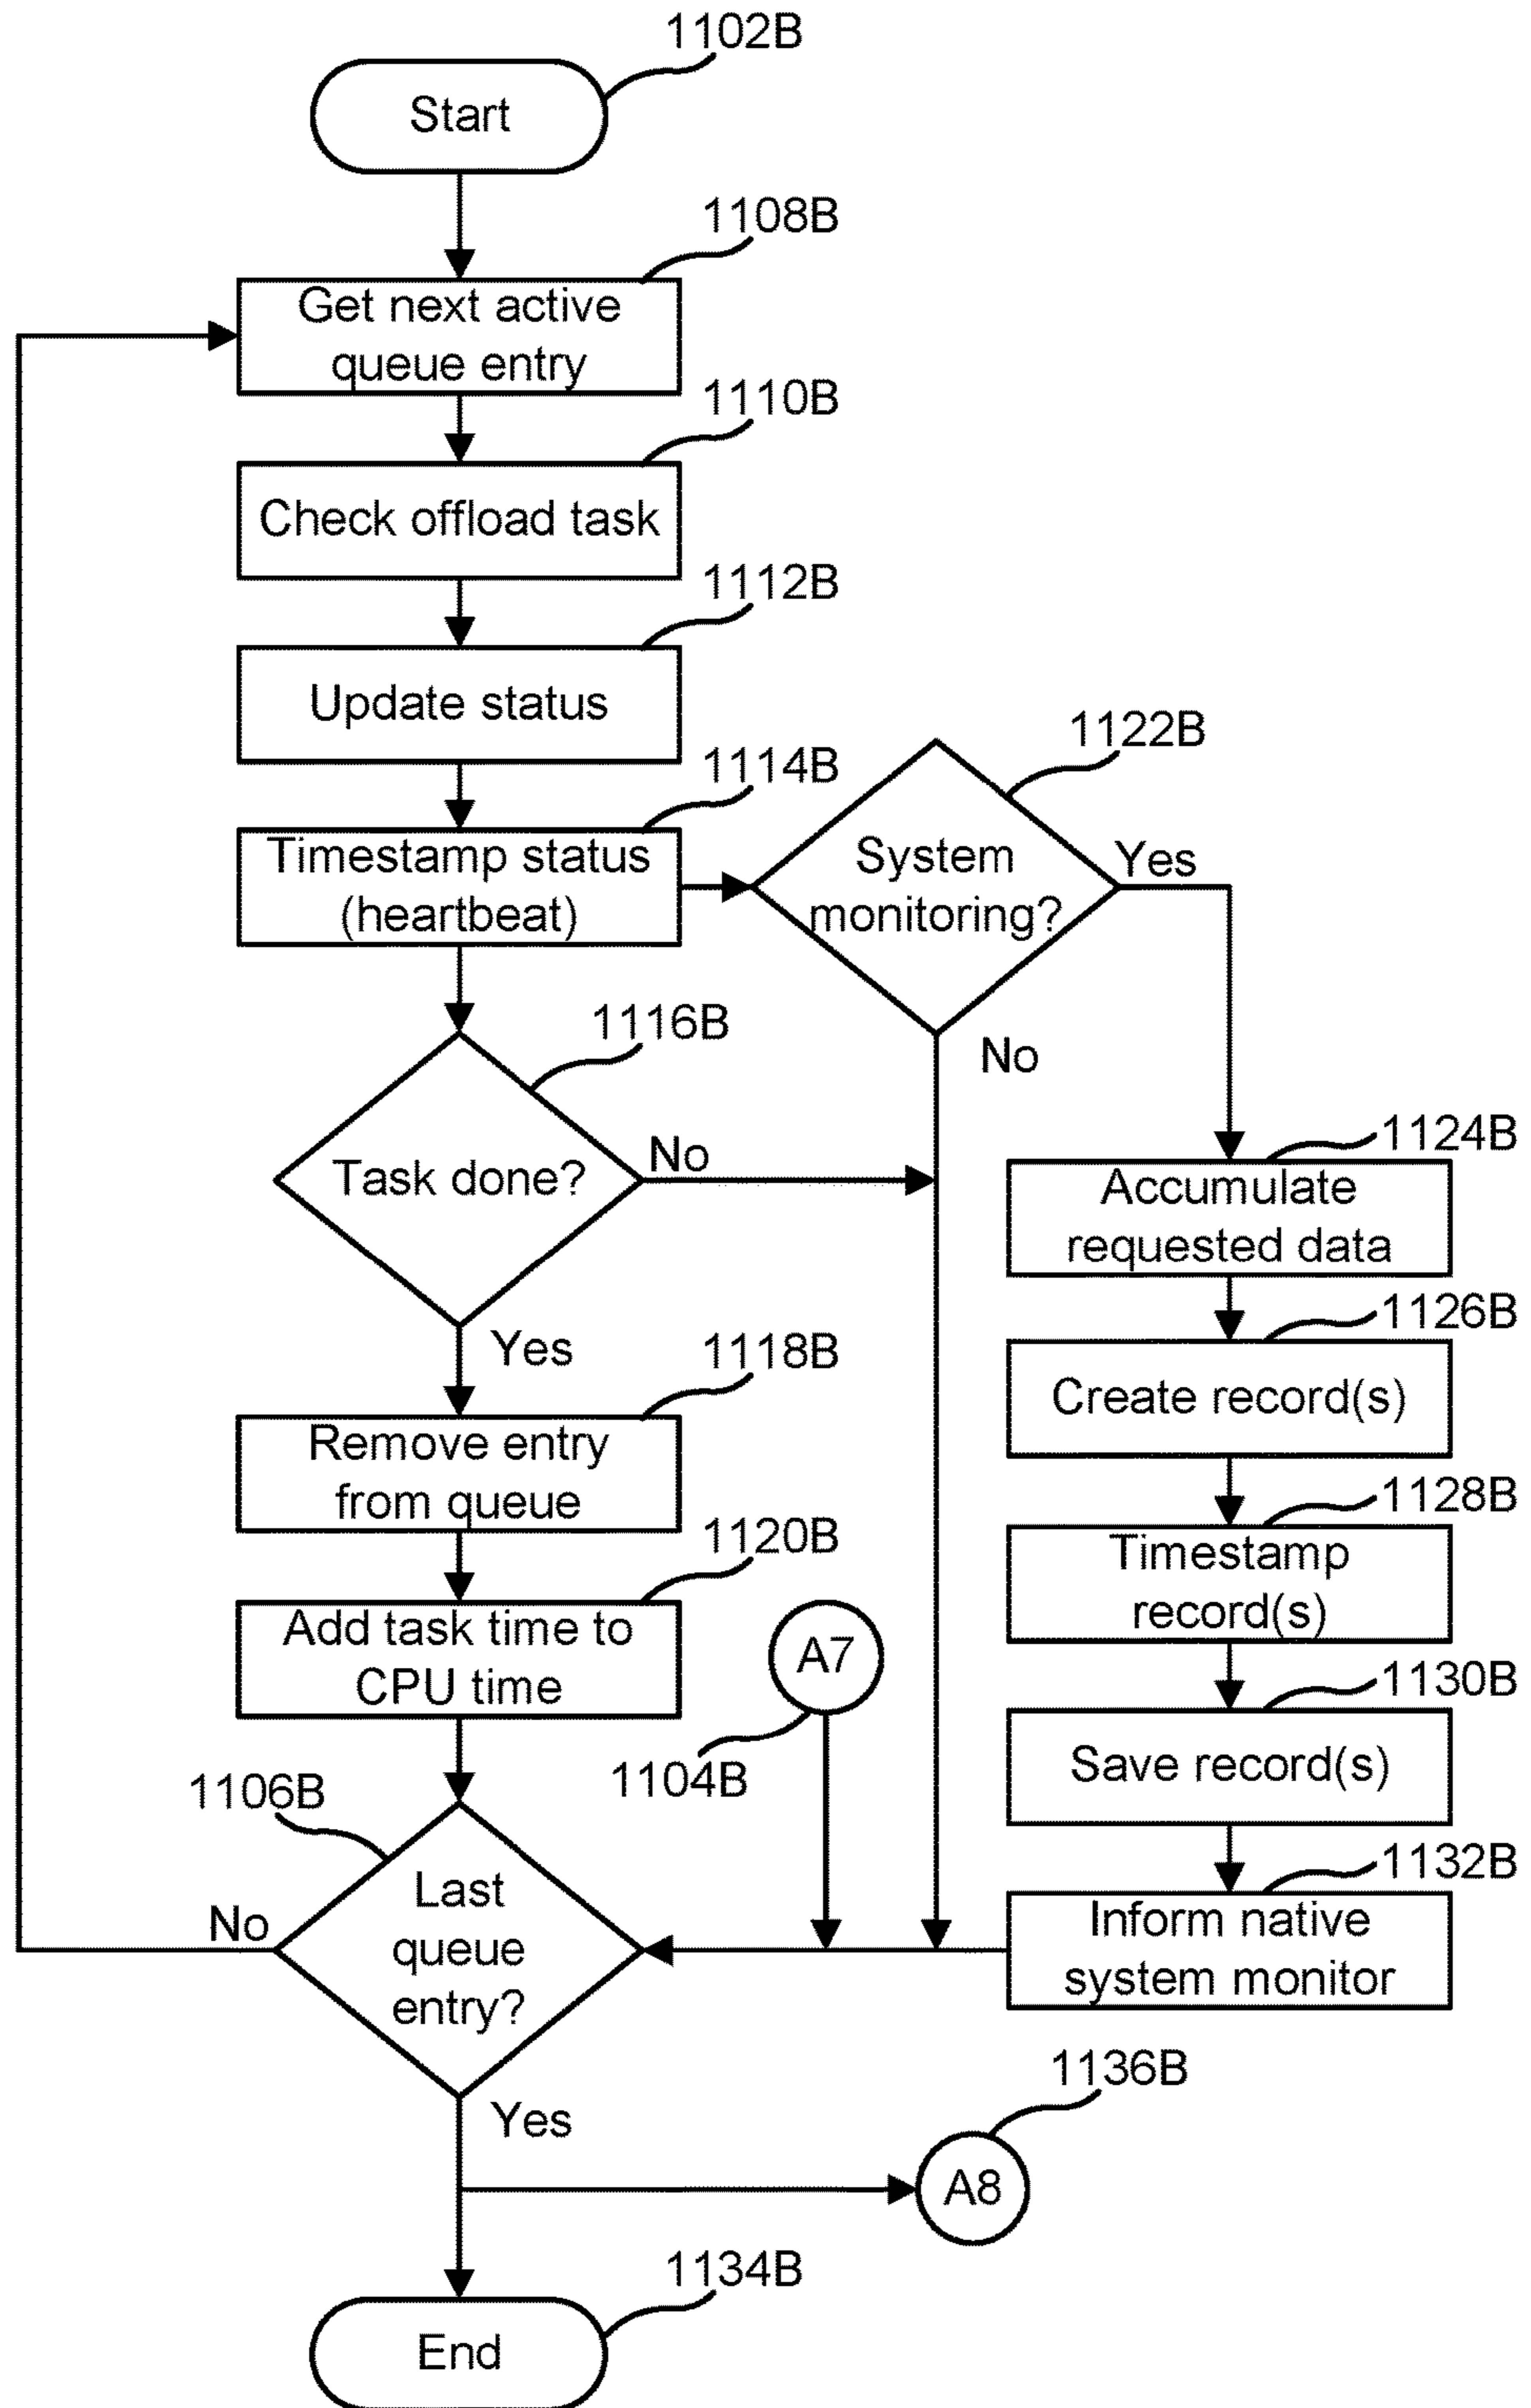 1102B
Start
1108B
Get next active
queue entry
1110B
Check offload task
1112B
Update status
1114B
Timestamp status
(heartbeat)
1122B
System
monitoring?
Yes
No
1116B
Task done?
No
Yes
1124B
Accumulate
requested data
1126B
Create record(s)
1118B
Remove entry
from queue
1128B
Timestamp
record(s)
1120B
Add task time to
CPU time
A7
1104B
1130B
Save record(s)
1106B
Last
queue
entry?
No
Yes
1132B
Inform native
system monitor
1136B
A8
1134B
End